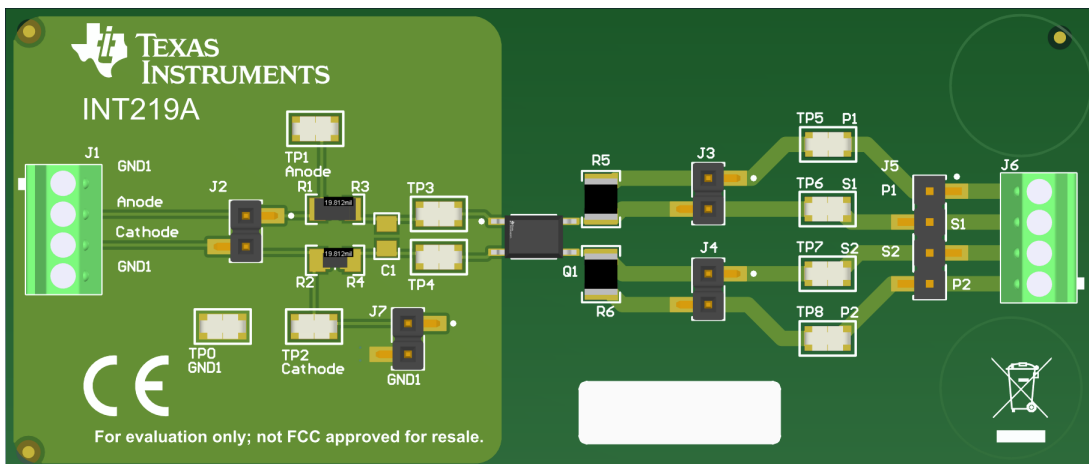 TEXAS
INSTRUMENTS
INT219A
J1
GND1
Anode
Cathode
GND1
J2
TP1
Anode
R1
R3
19.812mil
19.812mil
R2
R4
C1
TP3
TP4
TP0
GND1
TP2
Cathode
J7
GND1
Q1
R5
R6
J3
J4
TP5 P1
TP6 S1
TP7 S2
TP8 P2
J5
P1
S1
S2
P2
J6
CE
For evaluation only; not FCC approved for resale.